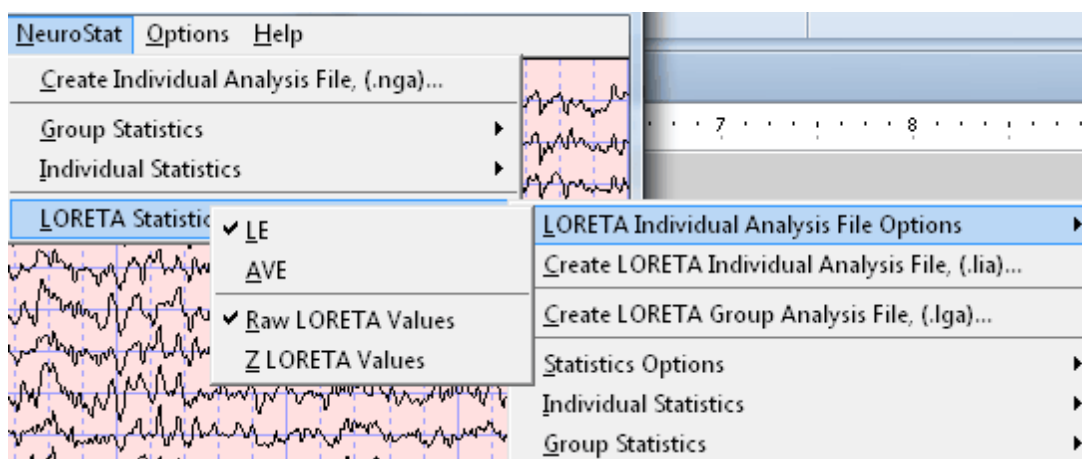 NeuroStat Options Help
Create Individual Analysis File, (.nga)...
Group Statistics
Individual Statistics
LORETA Statistic
LE
AVE
Raw LORETA Values
Z LORETA Values
LORETA Individual Analysis File Options
Create LORETA Individual Analysis File, (.lia)...
Create LORETA Group Analysis File, (.lga)...
Statistics Options
Individual Statistics
Group Statistics
7 8